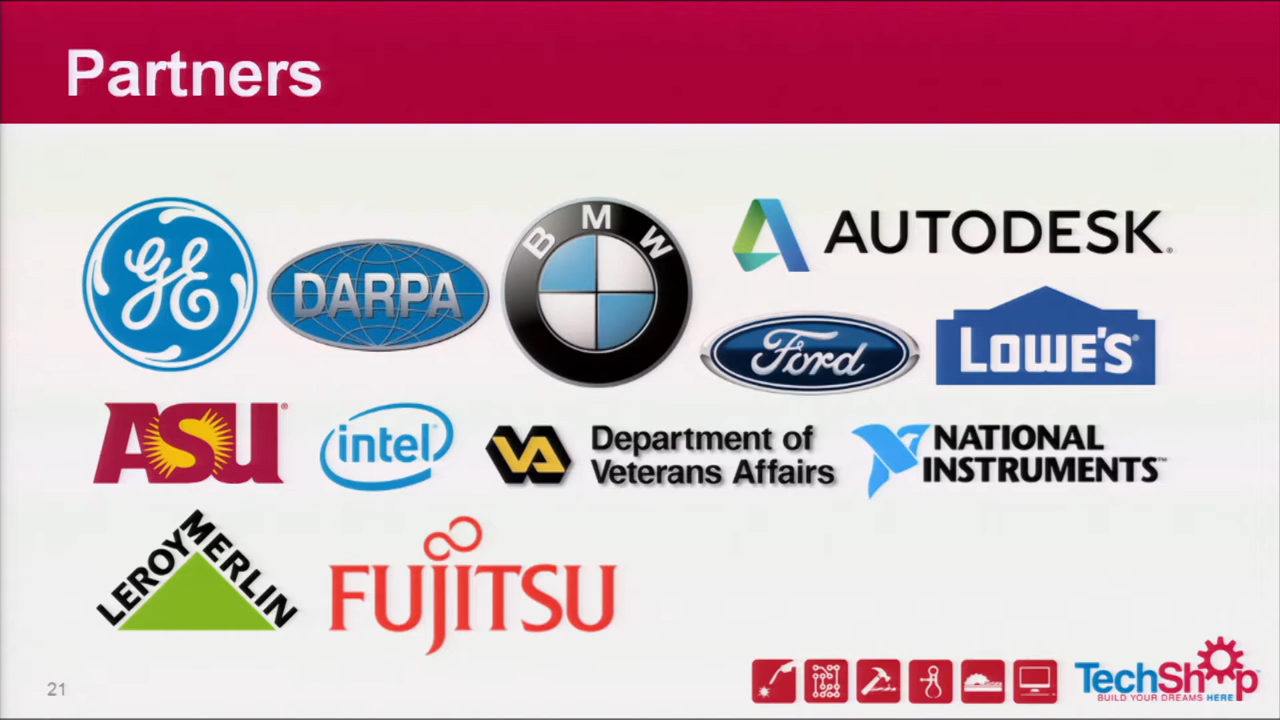 Partners
GE
DARPA
BMW
AUTODESK®
Ford
LOWE'S®
ASU®
intel®
VA
Department of
Veterans Affairs
NATIONAL
INSTRUMENTS™
LEROY MERLIN
FUJITSU
21
TechShop
BUILD YOUR DREAMS HERE